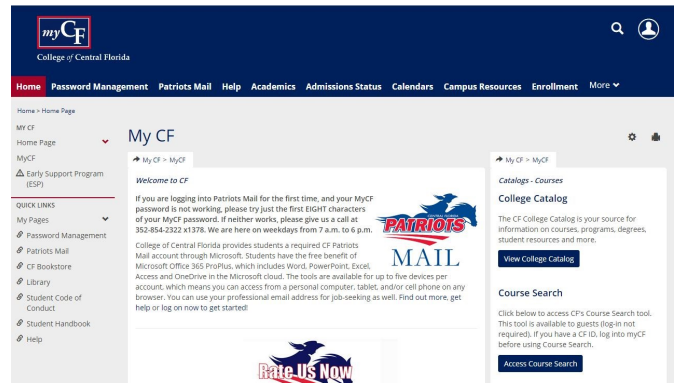 myCF
College of Central Florida
Home Password Management Patriots Mail Help Academics Admissions Status Calendars Campus Resources Enrollment More
Home > Home Page
MY CF
Home Page
MyCF
Early Support Program
(ESP)
QUICK LINKS
My Pages
Password Management
Patriots Mail
CF Bookstore
Library
Student Code of
Conduct
Student Handbook
Help
My CF
My CF > MyCF
Welcome to CF
If you are logging into Patriots Mail for the first time, and your MyCF
password is not working, please try just the first EIGHT characters
of your MyCF password. If neither works, please give us a call at
352-854-2322 x1378. We are here on weekdays from 7 a.m. to 6 p.m.
CENTRAL FLORIDA
PATRIOTS
MAIL
College of Central Florida provides students a required CF Patriots
Mail account through Microsoft. Students have the free benefit of
Microsoft Office 365 ProPlus, which includes Word, PowerPoint, Excel,
Access and OneDrive in the Microsoft cloud. The tools are available for up to five devices per
account, which means you can access from a personal computer, tablet, and/or cell phone on any
browser. You can use your professional email address for job-seeking as well. Find out more, get
help or log on now to get started!
Rate Us Now
My CF > MyCF
Catalogs - Courses
College Catalog
The CF College Catalog is your source for
information on courses, programs, degrees,
student resources and more.
View College Catalog
Course Search
Click below to access CF's Course Search tool.
This tool is available to guests (log-in not
required). If you have a CF ID, log into myCF
before using Course Search.
Access Course Search